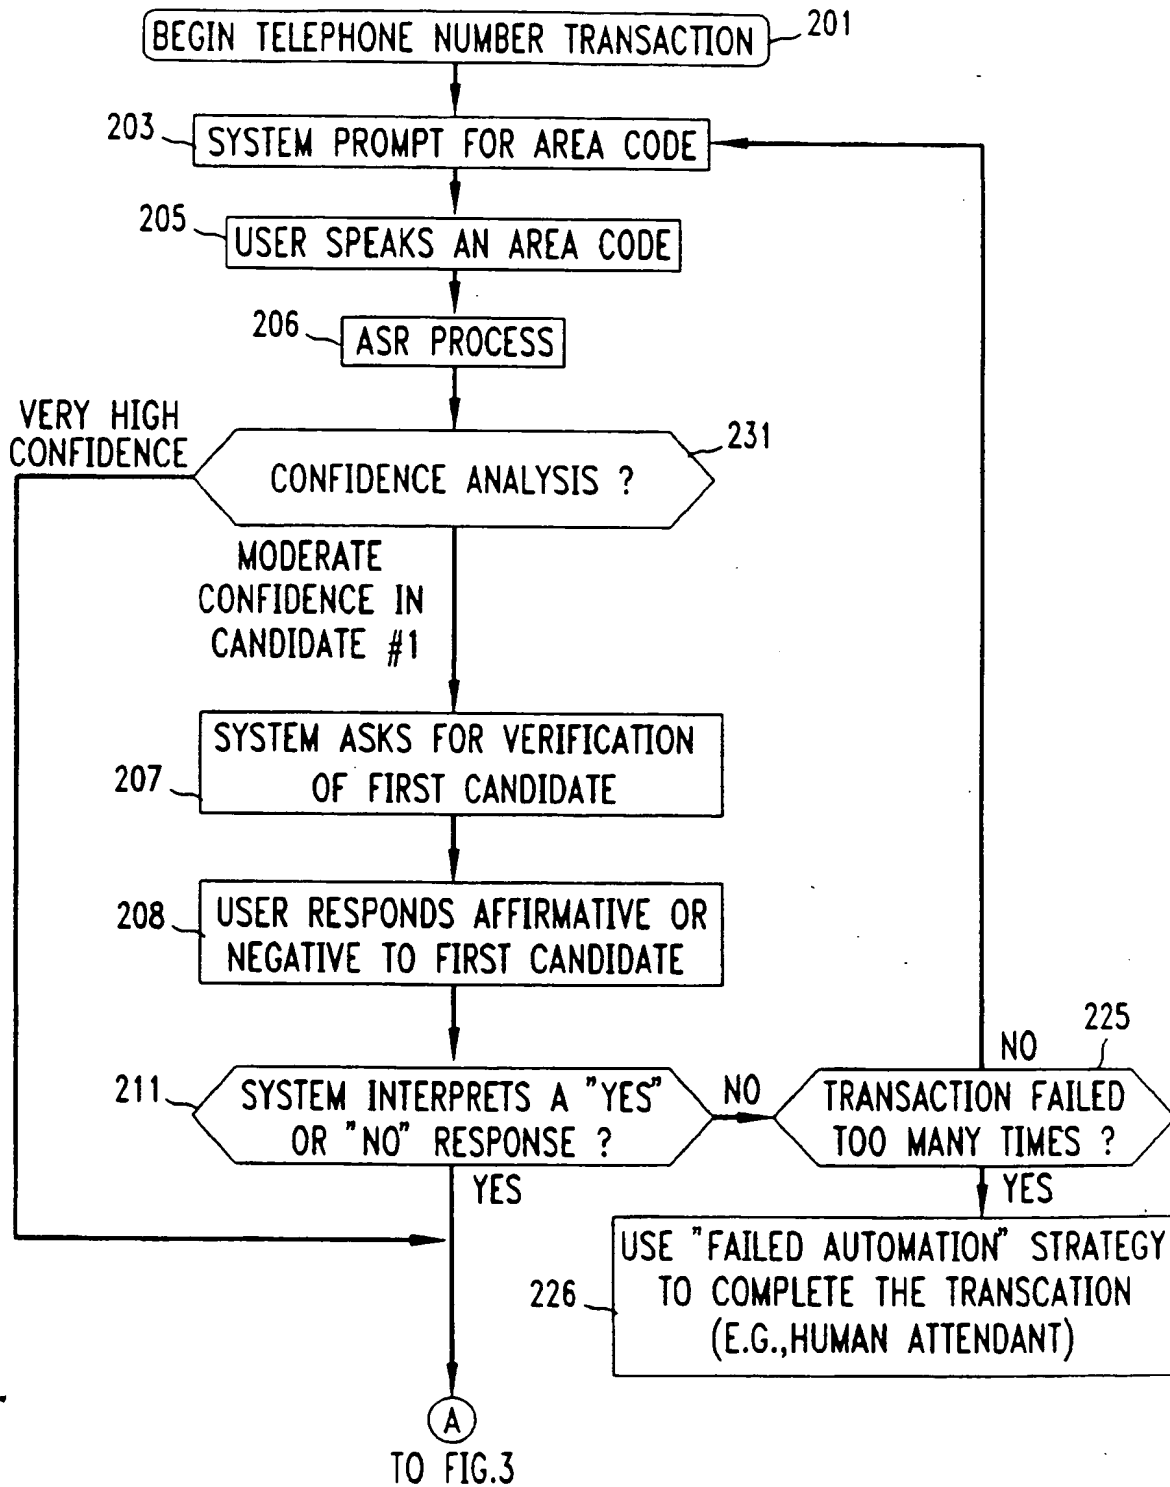 BEGIN TELEPHONE NUMBER TRANSACTION
201
203
SYSTEM PROMPT FOR AREA CODE
205
USER SPEAKS AN AREA CODE
206
ASR PROCESS
VERY HIGH
CONFIDENCE
231
CONFIDENCE ANALYSIS ?
MODERATE
CONFIDENCE IN
CANDIDATE #1
SYSTEM ASKS FOR VERIFICATION
OF FIRST CANDIDATE
207
208
USER RESPONDS AFFIRMATIVE OR
NEGATIVE TO FIRST CANDIDATE
211
SYSTEM INTERPRETS A "YES"
OR "NO" RESPONSE ?
NO
NO
225
TRANSACTION FAILED
TOO MANY TIMES ?
YES
YES
226
USE "FAILED AUTOMATION" STRATEGY
TO COMPLETE THE TRANSCATION
(E.G.,HUMAN ATTENDANT)
A
TO FIG.3